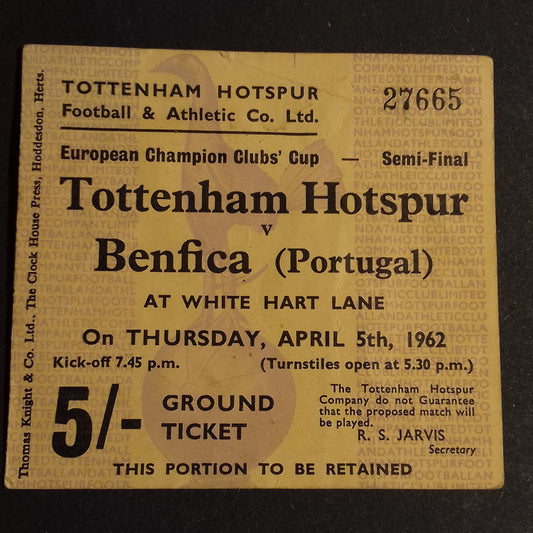 TOTTENHAM HOTSPUR
Football & Athletic Co. Ltd.
27665
European Champion Clubs' Cup — Semi-Final
Tottenham Hotspur
v
Benfica (Portugal)
AT WHITE HART LANE
On THURSDAY, APRIL 5th, 1962
Kick-off 7.45 p.m. (Turnstiles open at 5.30 p.m.)
5/-
GROUND
TICKET
The Tottenham Hotspur
Company do not Guarantee
that the proposed match will
be played.
R. S. JARVIS
Secretary
THIS PORTION TO BE RETAINED
Thomas Knight & Co. Ltd., The Clock House Press, Hoddesdon, Herts.